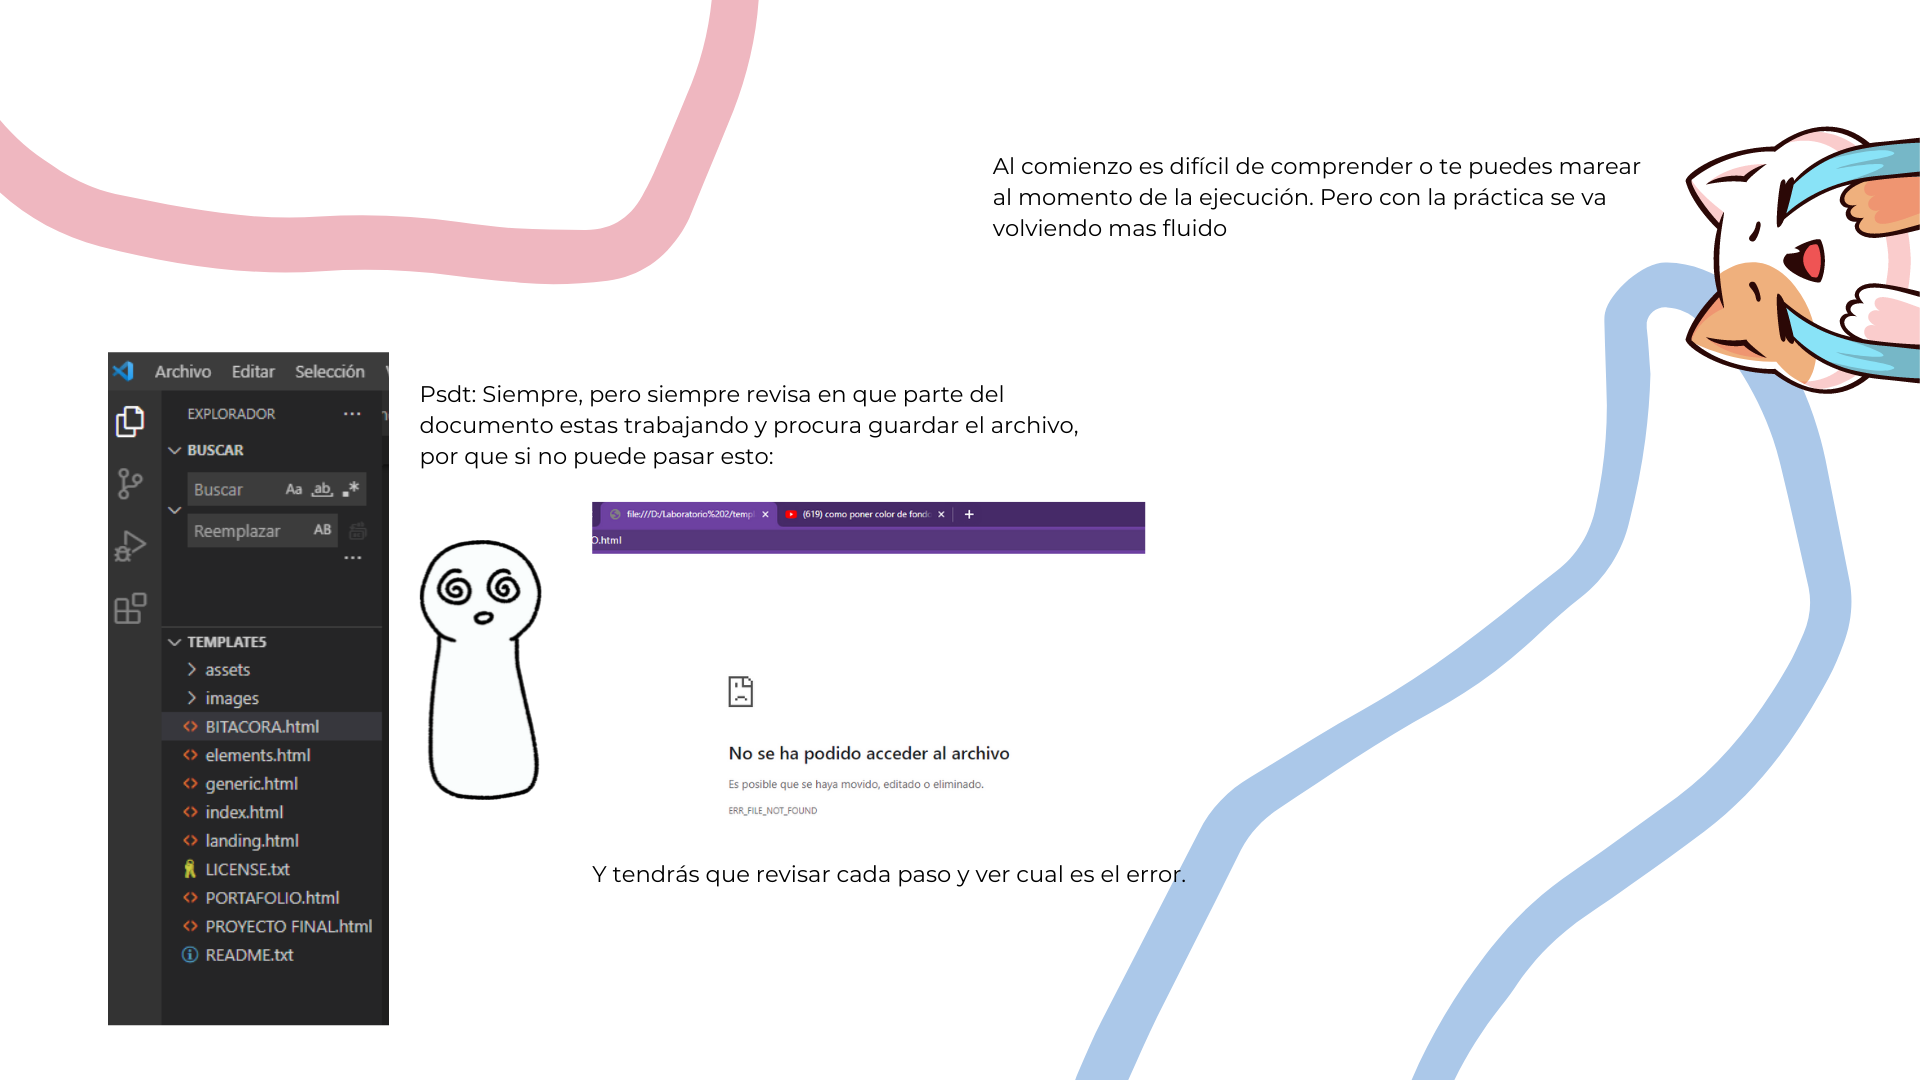 Al comienzo es difícil de comprender o te puedes marear
al momento de la ejecución. Pero con la práctica se va
volviendo mas fluido
Archivo Editar Selección
EXPLORADOR
BUSCAR
Buscar Aa ab .*
Reemplazar AB
TEMPLATE5
assets
images
BITACORA.html
elements.html
generic.html
index.html
landing.html
LICENSE.txt
PORTAFOLIO.html
PROYECTO FINAL.html
README.txt
Psdt: Siempre, pero siempre revisa en que parte del
documento estas trabajando y procura guardar el archivo,
por que si no puede pasar esto:
file:///D:/Laboratorio%202/temp (619) como poner color de fond
O.html
No se ha podido acceder al archivo
Es posible que se haya movido, editado o eliminado.
ERR_FILE_NOT_FOUND
Y tendrás que revisar cada paso y ver cual es el error.